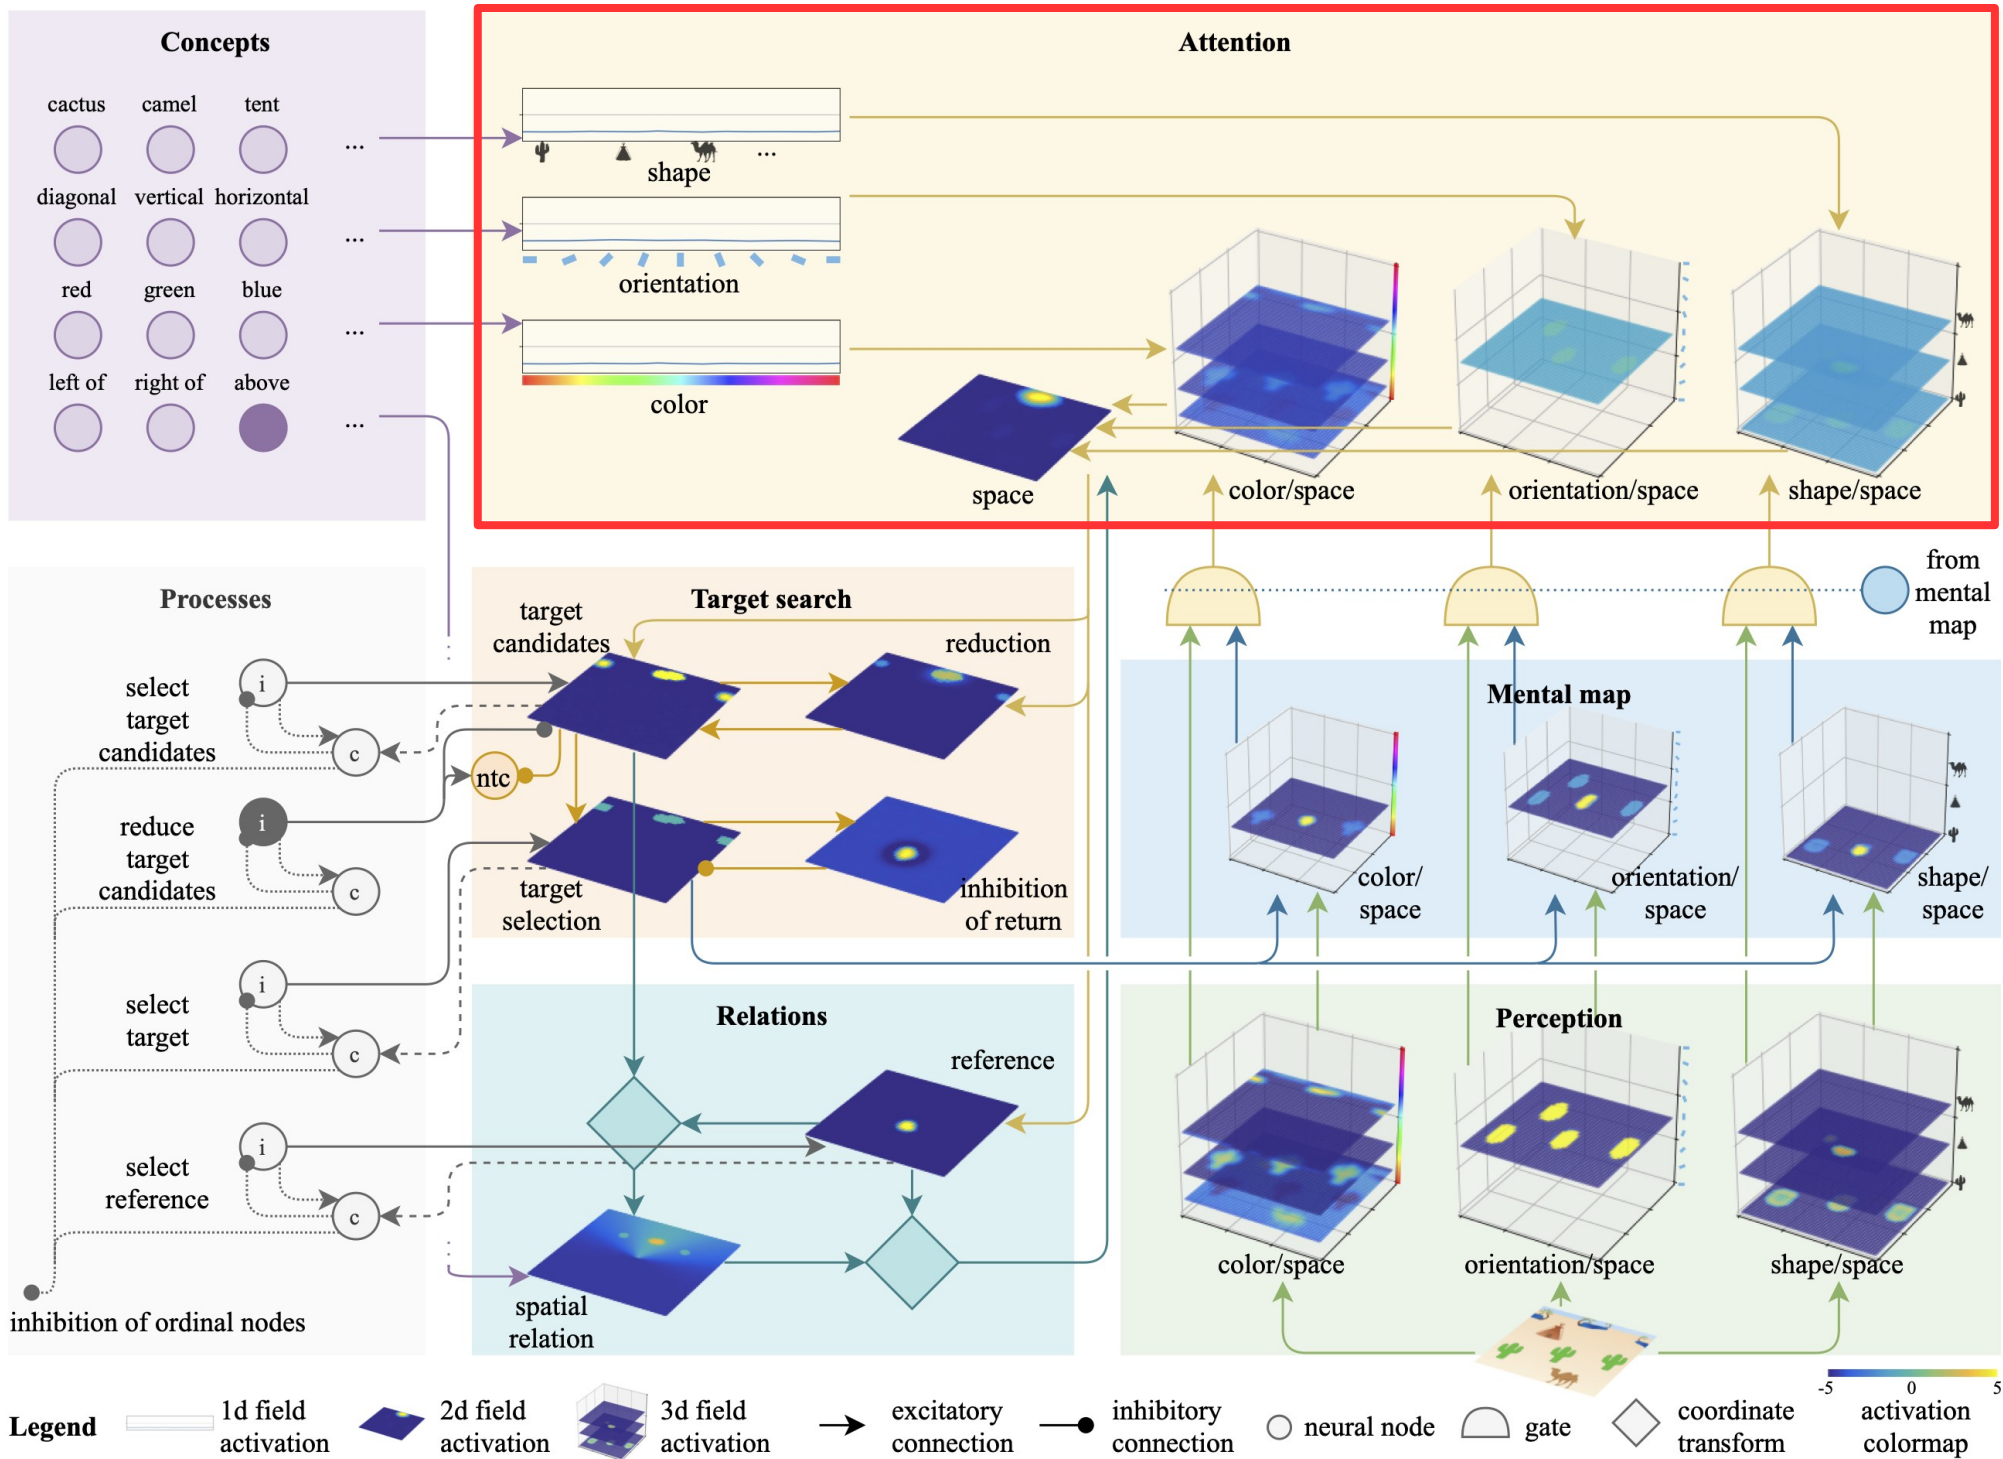 Concepts
cactus camel tent
...
diagonal vertical horizontal
...
red green blue
...
left of right of above
...
Attention
...
shape
orientation
color
space
color/space
orientation/space
shape/space
Processes
select
target
candidates
i
c
reduce
target
candidates
i
c
select
target
i
c
select
reference
i
c
inhibition of ordinal nodes
Target search
target
candidates
reduction
ntc
target
selection
inhibition
of return
from
mental
map
Mental map
color/
space
orientation/
space
shape/
space
Relations
reference
spatial
relation
Perception
color/space
orientation/space
shape/space
Legend
1d field
activation
2d field
activation
3d field
activation
excitatory
connection
inhibitory
connection
neural node
gate
coordinate
transform
-5 0 5
activation
colormap